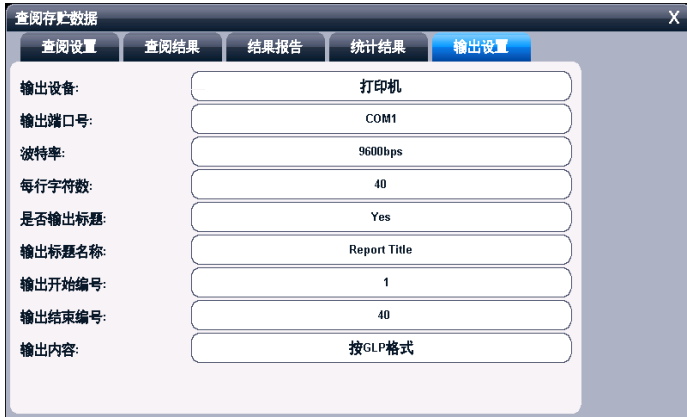 查阅存贮数据 X
查阅设置 查阅结果 结果报告 统计结果 输出设置
输出设备: 打印机
输出端口号: COM1
波特率: 9600bps
每行字符数: 40
是否输出标题: Yes
输出标题名称: Report Title
输出开始编号: 1
输出结束编号: 40
输出内容: 按GLP格式